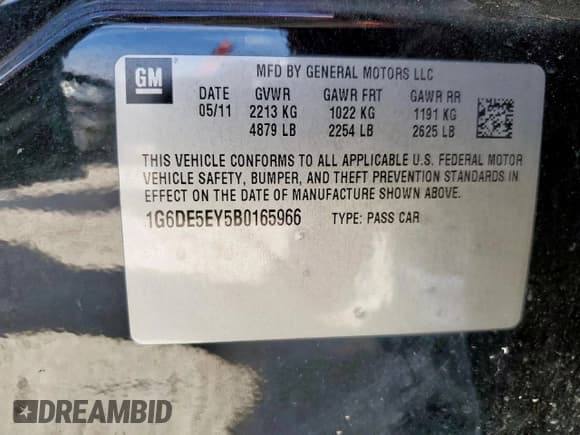 GM
MFD BY GENERAL MOTORS LLC
DATE GVWR GAWR FRT GAWR RR
05/11 2213 KG 1022 KG 1191 KG
4879 LB 2254 LB 2625 LB
THIS VEHICLE CONFORMS TO ALL APPLICABLE U.S. FEDERAL MOTOR
VEHICLE SAFETY, BUMPER, AND THEFT PREVENTION STANDARDS IN
EFFECT ON THE DATE OF MANUFACTURE SHOWN ABOVE.
1G6DE5EY5B0165966 TYPE: PASS CAR
DREAMBID